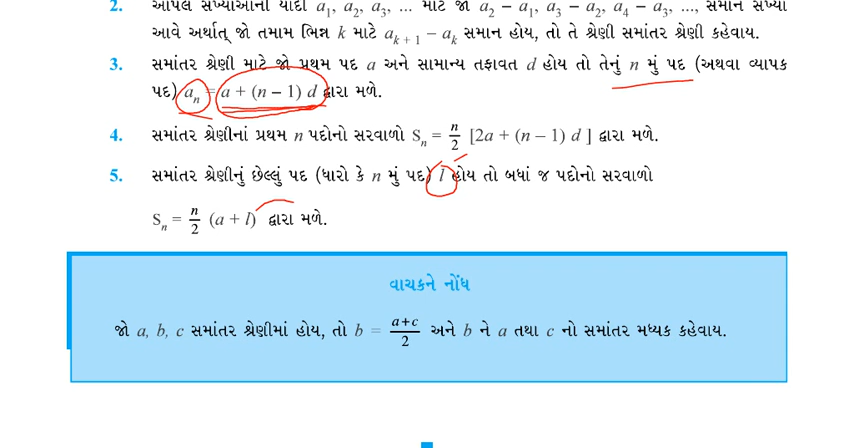 2. આપેલ સંખ્યાઓની યાદી a₁, a₂, a₃, ... માટે જો a₂ – a₁, a₃ – a₂, a₄ – a₃, ..., સમાન સંખ્યા
આવે અર્થાત્ જો તમામ ભિન્ન k માટે aₖ₊₁ – aₖ સમાન હોય, તો તે શ્રેણી સમાંતર શ્રેણી કહેવાય.
3. સમાંતર શ્રેણી માટે જો પ્રથમ પદ a અને સામાન્ય તફાવત d હોય તો તેનું n મું પદ (અથવા વ્યાપક
પદ) aₙ = a + (n – 1) d દ્વારા મળે.
4. સમાંતર શ્રેણીનાં પ્રથમ n પદોનો સરવાળો Sₙ = n/2 [2a + (n – 1) d ] દ્વારા મળે.
5. સમાંતર શ્રેણીનું છેલ્લું પદ (ધારો કે n મું પદ) l હોય તો બધાં જ પદોનો સરવાળો
Sₙ = n/2 (a + l) દ્વારા મળે.
વાચકને નોંધ
જો a, b, c સમાંતર શ્રેણીમાં હોય, તો b = a+c/2 અને b ને a તથા c નો સમાંતર મધ્યક કહેવાય.